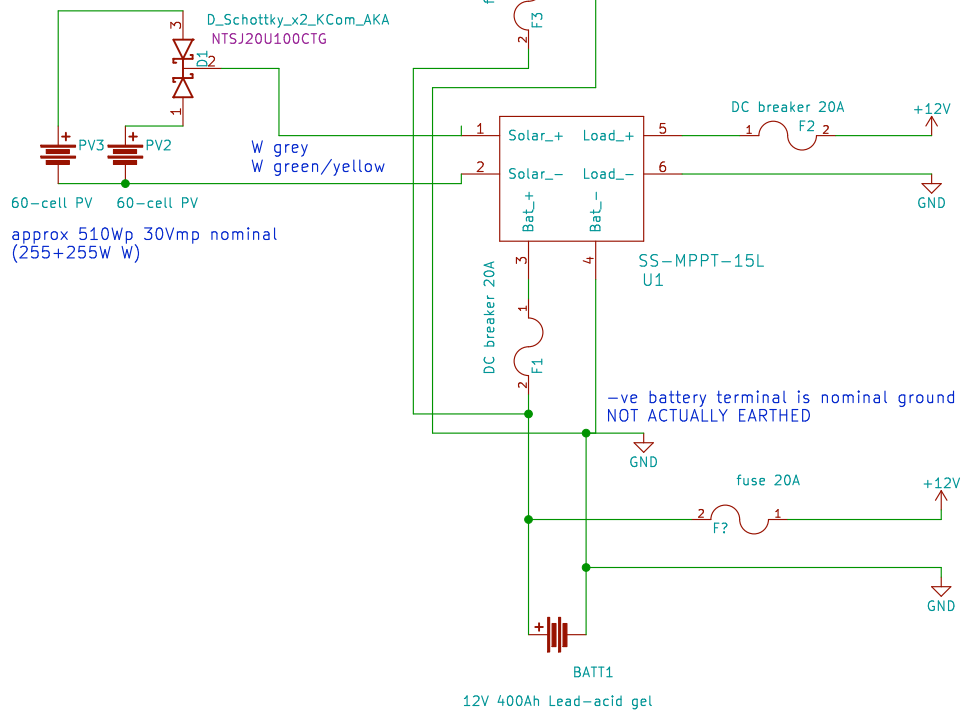 D_Schottky_x2_KCom_AKA
NTSJ20U100CTG
3
D1
2
1
F3
2
PV3
PV2
60-cell PV
60-cell PV
approx 510Wp 30Vmp nominal
(255+255W W)
W grey
W green/yellow
1
Solar_+
Load_+
5
2
Solar_-
Load_-
6
Bat_+
Bat_-
3
4
SS-MPPT-15L
U1
DC breaker 20A
1
F2
2
+12V
GND
DC breaker 20A
1
F1
2
-ve battery terminal is nominal ground
NOT ACTUALLY EARTHED
GND
fuse 20A
2
F?
1
+12V
GND
+
BATT1
12V 400Ah Lead-acid gel